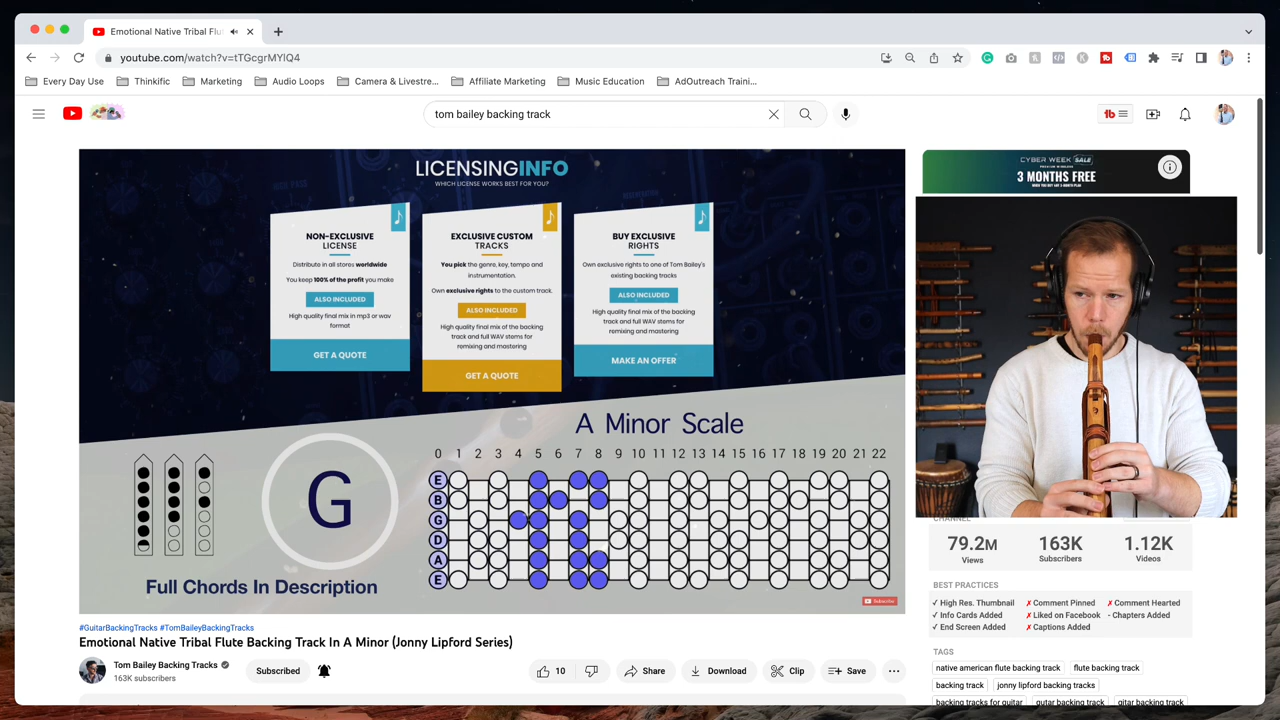 Emotional Native Tribal Flu
youtube.com/watch?v=tTGcgrMYlQ4
Every Day Use
Thinkific
Marketing
Audio Loops
Camera & Livestre...
Affiliate Marketing
Music Education
AdOutreach Traini...
tom bailey backing track
LICENSINGINFO
WHICH LICENSE WORKS BEST FOR YOU?
NON-EXCLUSIVE
LICENSE
Distribute in all stores worldwide
You keep 100% of the profit you make
ALSO INCLUDED
High quality final mix in mp3 or wav
format
GET A QUOTE
EXCLUSIVE CUSTOM
TRACKS
You pick the genre, key, tempo and
instrumentation.
Own exclusive rights to the custom track.
ALSO INCLUDED
High quality final mix of the backing
track and full WAV stems for
remixing and mastering
GET A QUOTE
BUY EXCLUSIVE
RIGHTS
Own exclusive rights to one of Tom Bailey's
existing backing tracks
ALSO INCLUDED
High quality final mix of the backing
track and full WAV stems for
remixing and mastering
MAKE AN OFFER
CYBER WEEK SALE
3 MONTHS FREE
A Minor Scale
0 1 2 3 4 5 6 7 8 9 10 11 12 13 14 15 16 17 18 19 20 21 22
E
B
G
D
A
E
G
Full Chords In Description
Subscribe
#GuitarBackingTracks #TomBaileyBackingTracks
Emotional Native Tribal Flute Backing Track In A Minor (Jonny Lipford Series)
Tom Bailey Backing Tracks
163K subscribers
Subscribed
10
Share
Download
Clip
Save
CHANNEL
79.2M 163K 1.12K
Views Subscribers Videos
BEST PRACTICES
✓ High Res. Thumbnail ✗ Comment Pinned ✗ Comment Hearted
✓ Info Cards Added ✗ Liked on Facebook - Chapters Added
✓ End Screen Added ✗ Captions Added
TAGS
native american flute backing track flute backing track
backing track jonny lipford backing tracks
backing tracks for guitar gutar backing track gitar backing track